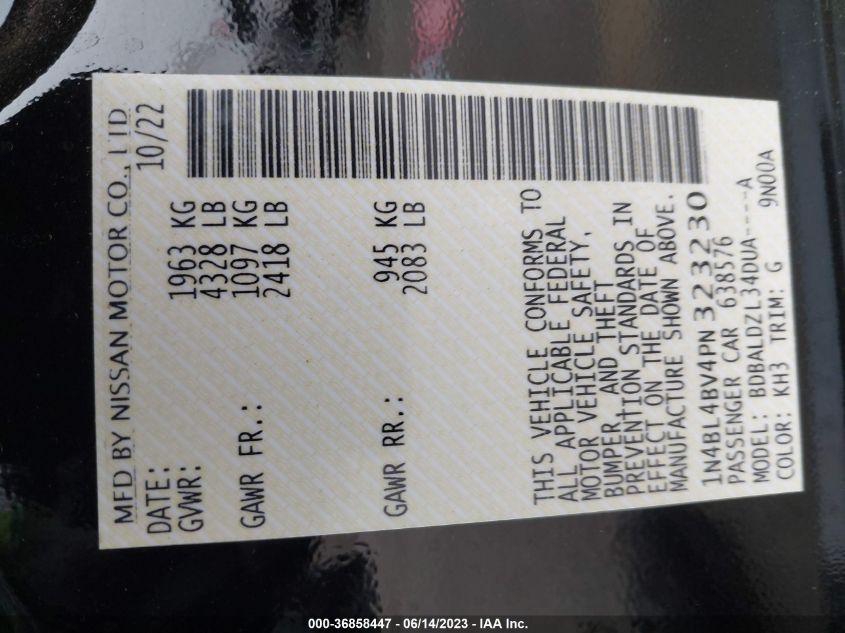 MFD BY NISSAN MOTOR CO., LTD
DATE: 10/22
GVWR: 1963 KG
4328 LB
GAWR FR.: 1097 KG
2418 LB
GAWR RR.: 945 KG
2083 LB
THIS VEHICLE CONFORMS TO
ALL APPLICABLE FEDERAL
MOTOR VEHICLE SAFETY,
BUMPER, AND THEFT
PREVENTION STANDARDS IN
EFFECT ON THE DATE OF
MANUFACTURE SHOWN ABOVE.
1N4BL4BV4PN323230
PASSENGER CAR 638576
MODEL: BDBALDZL34DUA----A
COLOR: KH3 TRIM: G 9N00A
000-36858447 - 06/14/2023 - IAA Inc.